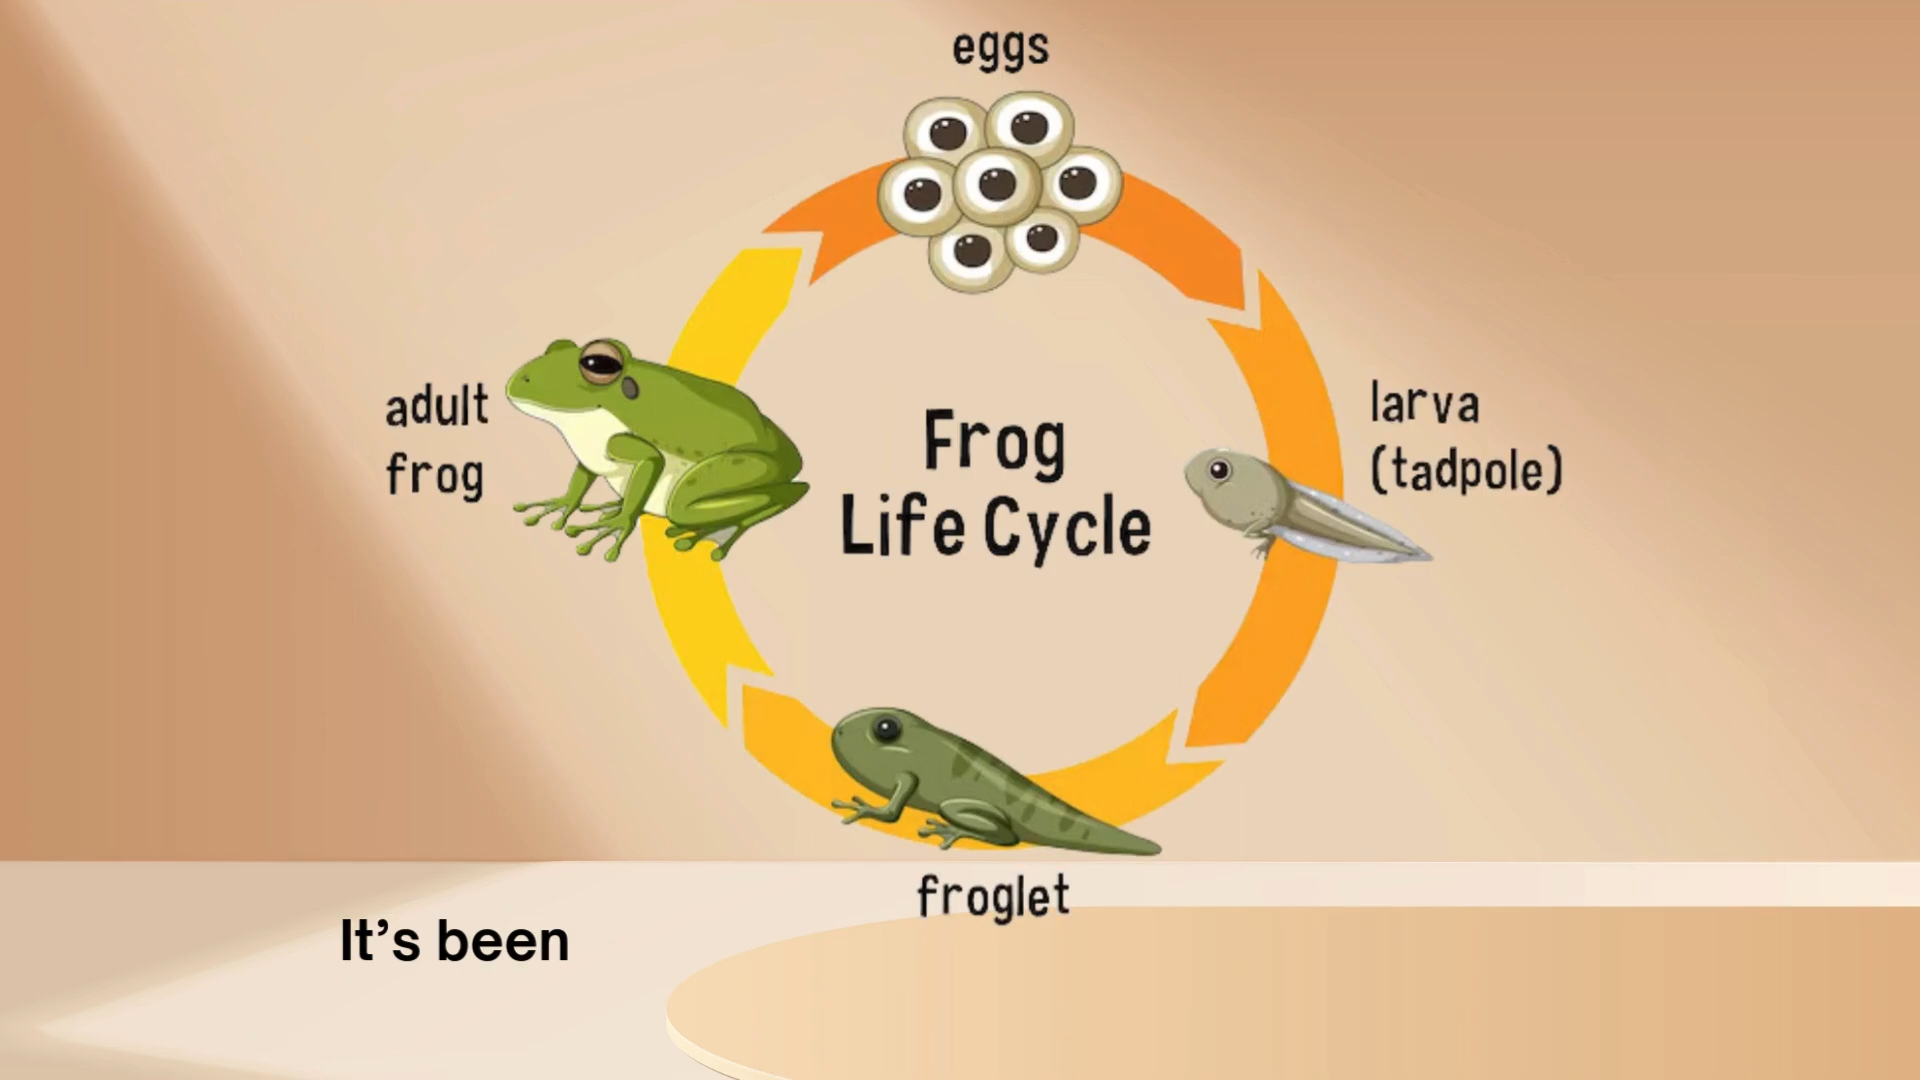 eggs
adult
frog
Frog
Life Cycle
larva
(tadpole)
froglet
It's been